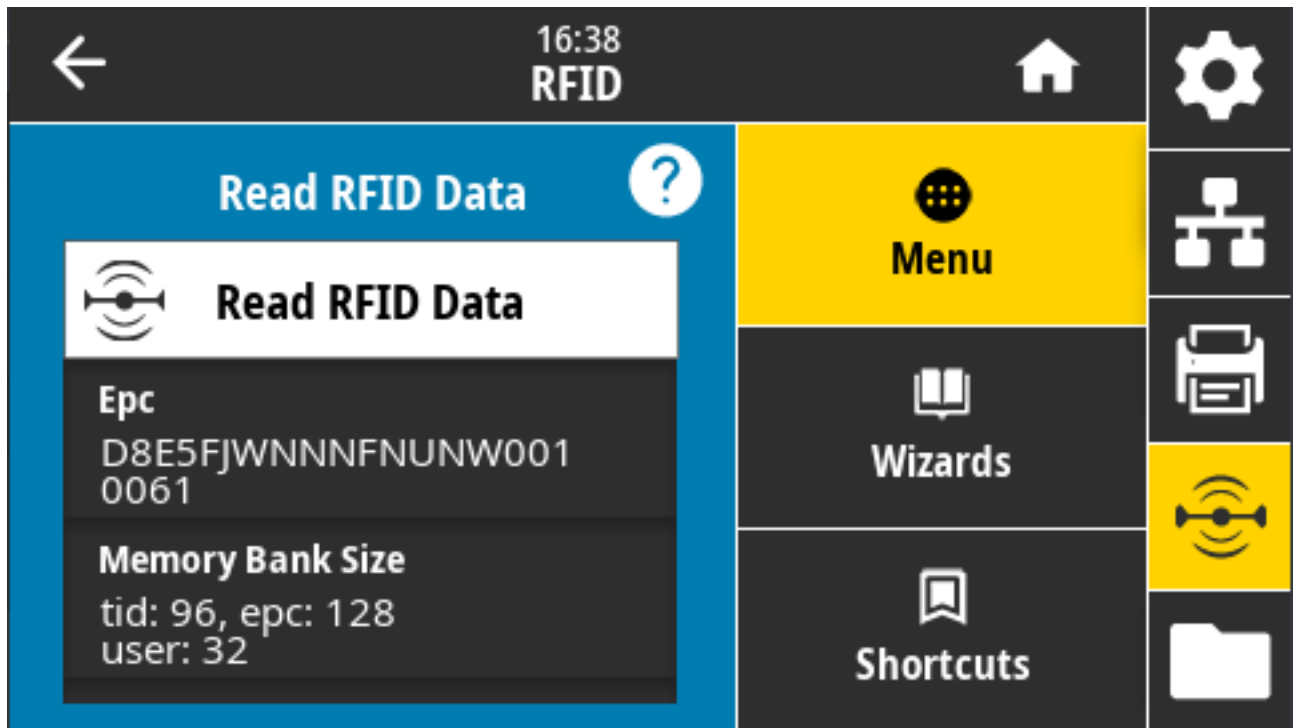 16:38
RFID
Read RFID Data
?
Read RFID Data
Epc
D8E5FJWNNNFNUNW001
0061
Memory Bank Size
tid: 96, epc: 128
user: 32
Menu
Wizards
Shortcuts